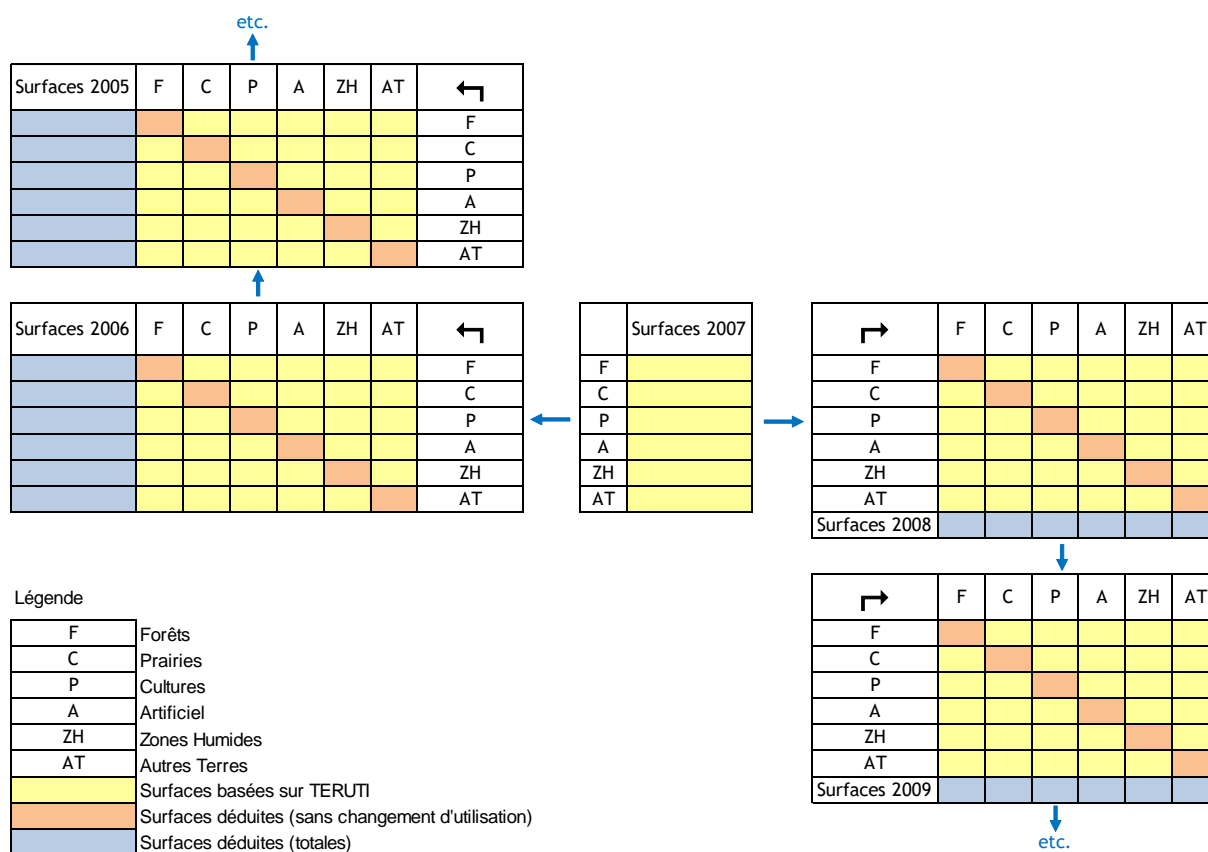 etc.
Surfaces 2005 F C P A ZH AT
F
C
P
A
ZH
AT
Surfaces 2006 F C P A ZH AT
F
C
P
A
ZH
AT
Surfaces 2007
F
C
P
A
ZH
AT
F C P A ZH AT
F
C
P
A
ZH
AT
Surfaces 2008
F C P A ZH AT
F
C
P
A
ZH
AT
Surfaces 2009
etc.
Légende
F Forêts
C Prairies
P Cultures
A Artificiel
ZH Zones Humides
AT Autres Terres
Surfaces basées sur TERUTI
Surfaces déduites (sans changement d'utilisation)
Surfaces déduites (totales)